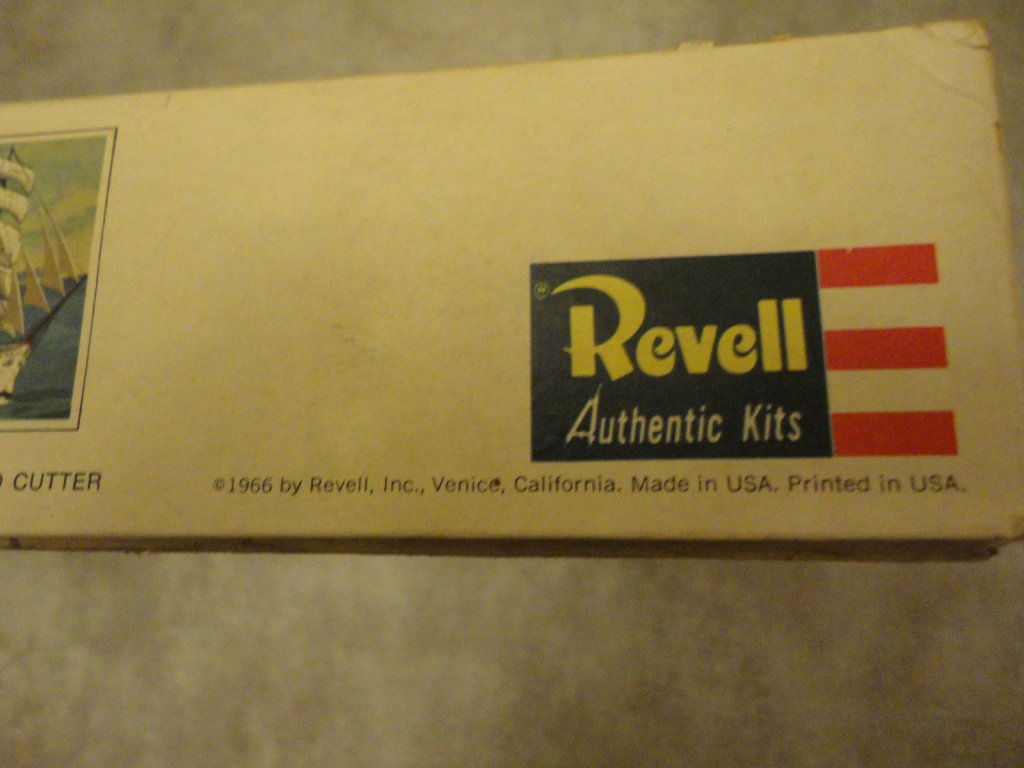 ® Revell
Authentic Kits
CUTTER
©1966 by Revell, Inc., Venice, California. Made in USA. Printed in USA.